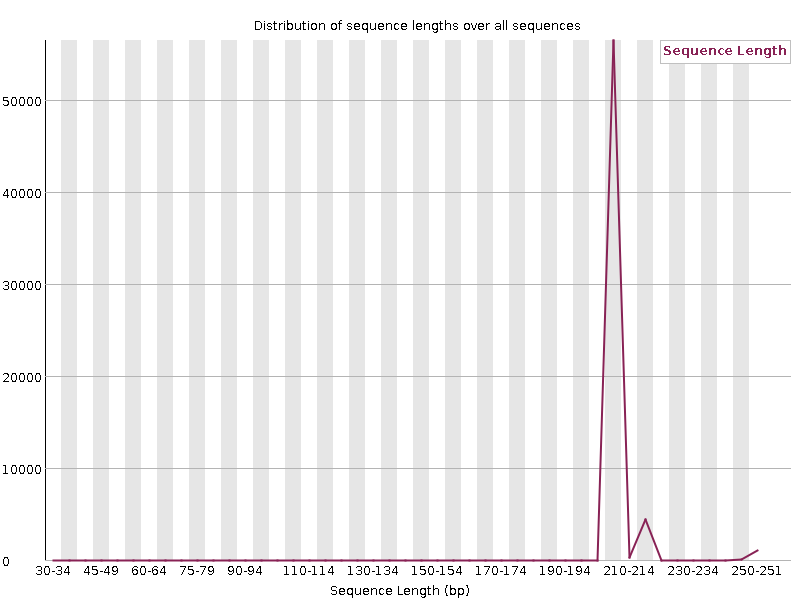 Distribution of sequence lengths over all sequences
Sequence Length
50000
40000
30000
20000
10000
0
30-34 45-49 60-64 75-79 90-94 110-114 130-134 150-154 170-174 190-194 210-214 230-234 250-251
Sequence Length (bp)